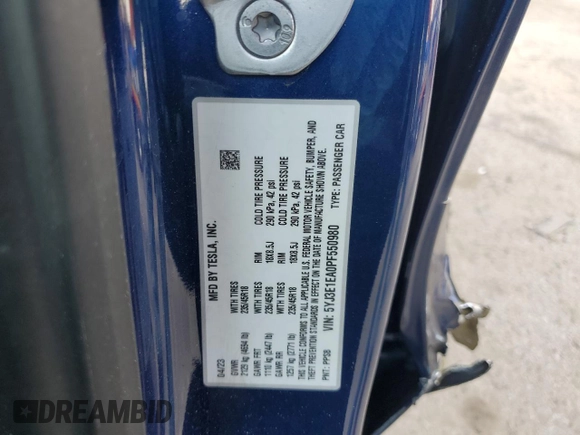 MFD BY TESLA, INC.
04/23
GVWR WITH TIRES RIM COLD TIRE PRESSURE
2129 kg (4694 lb) 235/45R18 18X8.5J 290 kPa, 42 psi
GAWR FRT WITH TIRES RIM COLD TIRE PRESSURE
1110 kg (2447 lb) 235/45R18 18X8.5J 290 kPa, 42 psi
GAWR RR
1257 kg (2771 lb)
THIS VEHICLE CONFORMS TO ALL APPLICABLE U.S. FEDERAL MOTOR VEHICLE SAFETY, BUMPER, AND
THEFT PREVENTION STANDARDS IN EFFECT ON THE DATE OF MANUFACTURE SHOWN ABOVE.
VIN: 5YJ3E1EA0PF550980 TYPE: PASSENGER CAR
PNT: PPSB
DREAMBID